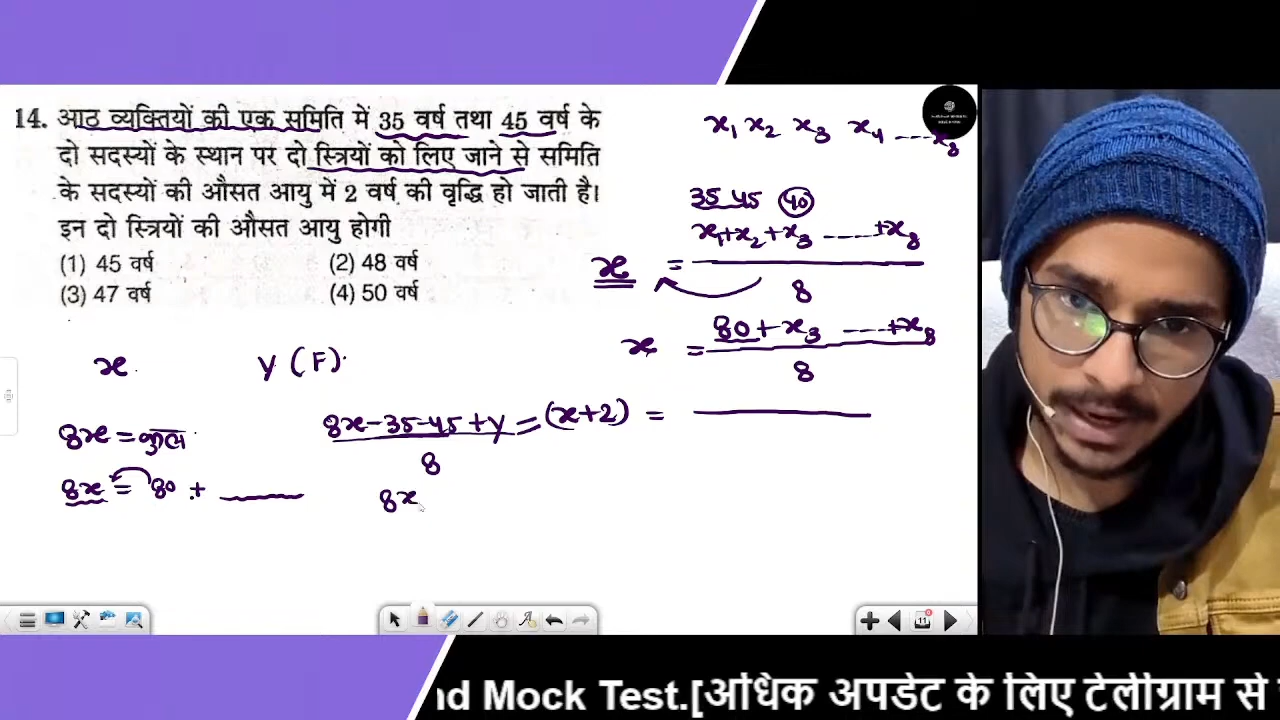 14. आठ व्यक्तियों की एक समिति में 35 वर्ष तथा 45 वर्ष के
दो सदस्यों के स्थान पर दो स्त्रियों को लिए जाने से समिति
के सदस्यों की औसत आयु में 2 वर्ष की वृद्धि हो जाती है।
इन दो स्त्रियों की औसत आयु होगी
(1) 45 वर्ष (2) 48 वर्ष
(3) 47 वर्ष (4) 50 वर्ष
x₁ x₂ x₃ x₄ ----x₈
35 45 40
x₁+x₂+x₃ ----+x₈
x =
8
80+x₃ ----+x₈
x =
8
x y (F)
8x = कुल
8x-35-45+y = (x+2) =
8
8x = 80 +
8x
11
nd Mock Test.[अधिक अपडेट के लिए टेलीग्राम से